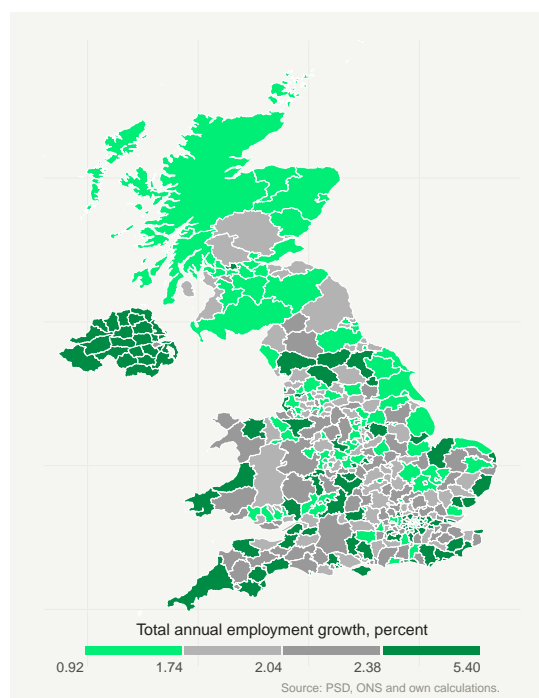 Total annual employment growth, percent
0.92 1.74 2.04 2.38 5.40
Source: PSD, ONS and own calculations.